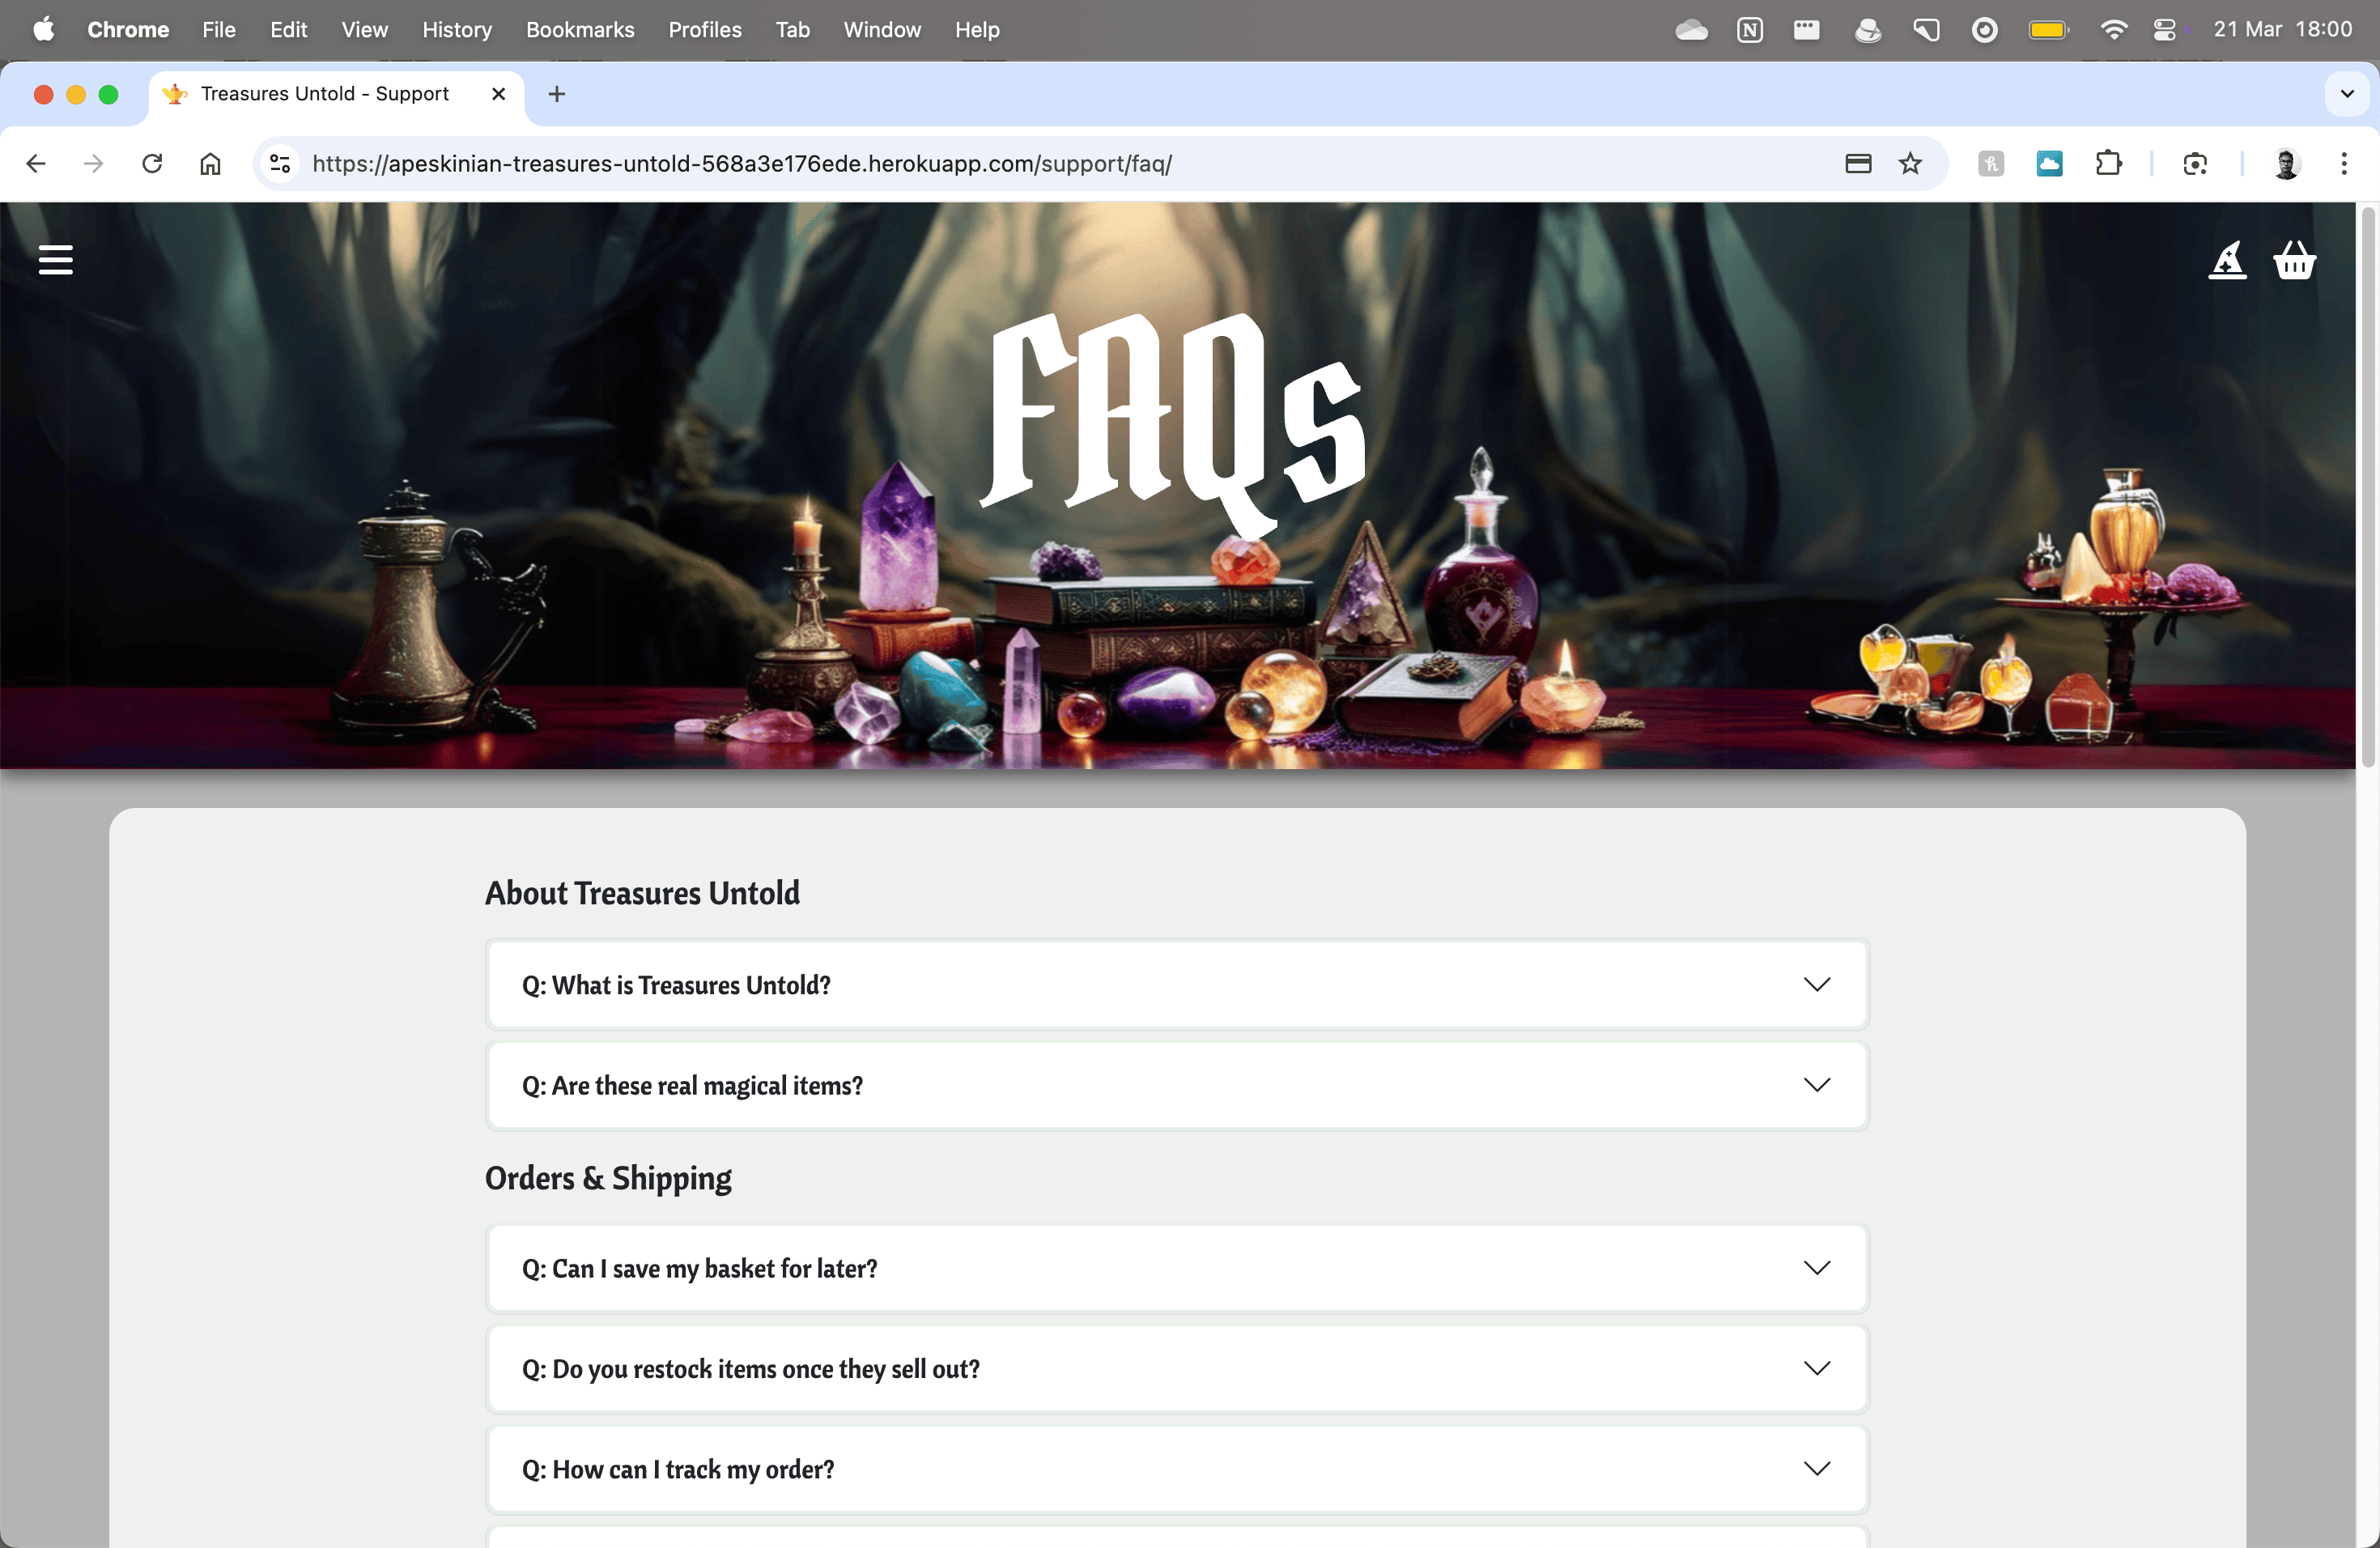 Chrome File Edit View History Bookmarks Profiles Tab Window Help 21 Mar 18:00
Treasures Untold - Support
https://apeskinian-treasures-untold-568a3e176ede.herokuapp.com/support/faq/
FAQs
About Treasures Untold
Q: What is Treasures Untold?
Q: Are these real magical items?
Orders & Shipping
Q: Can I save my basket for later?
Q: Do you restock items once they sell out?
Q: How can I track my order?